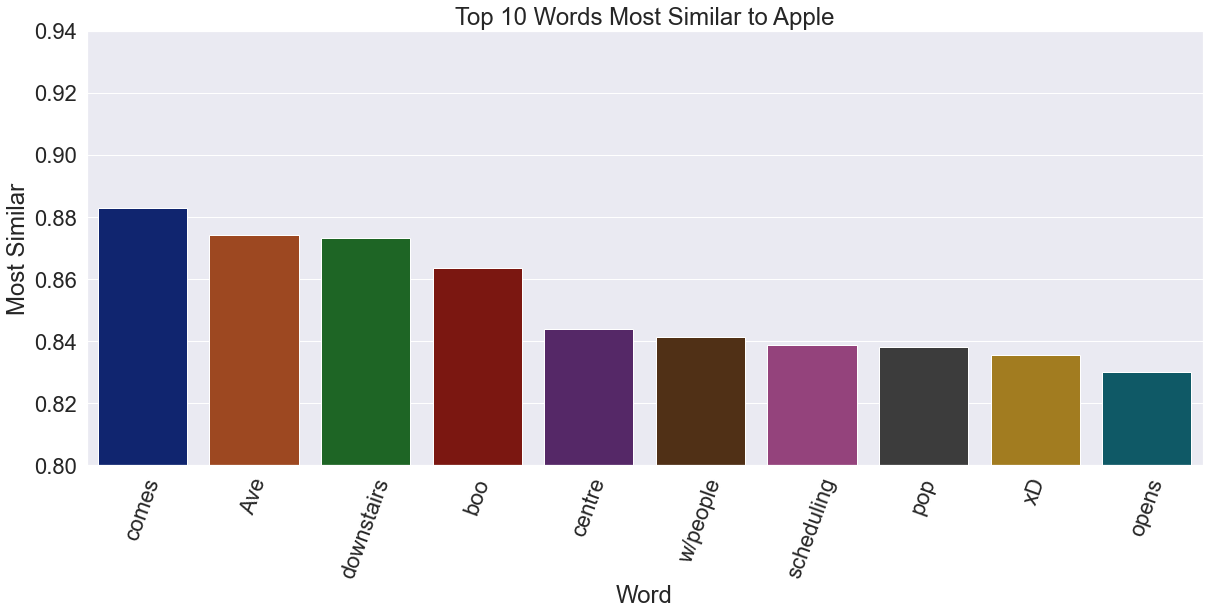 Top 10 Words Most Similar to Apple
0.94
0.92
0.90
0.88
0.86
0.84
0.82
0.80
Most Similar
comes
Ave
downstairs
boo
centre
w/people
scheduling
pop
xD
opens
Word